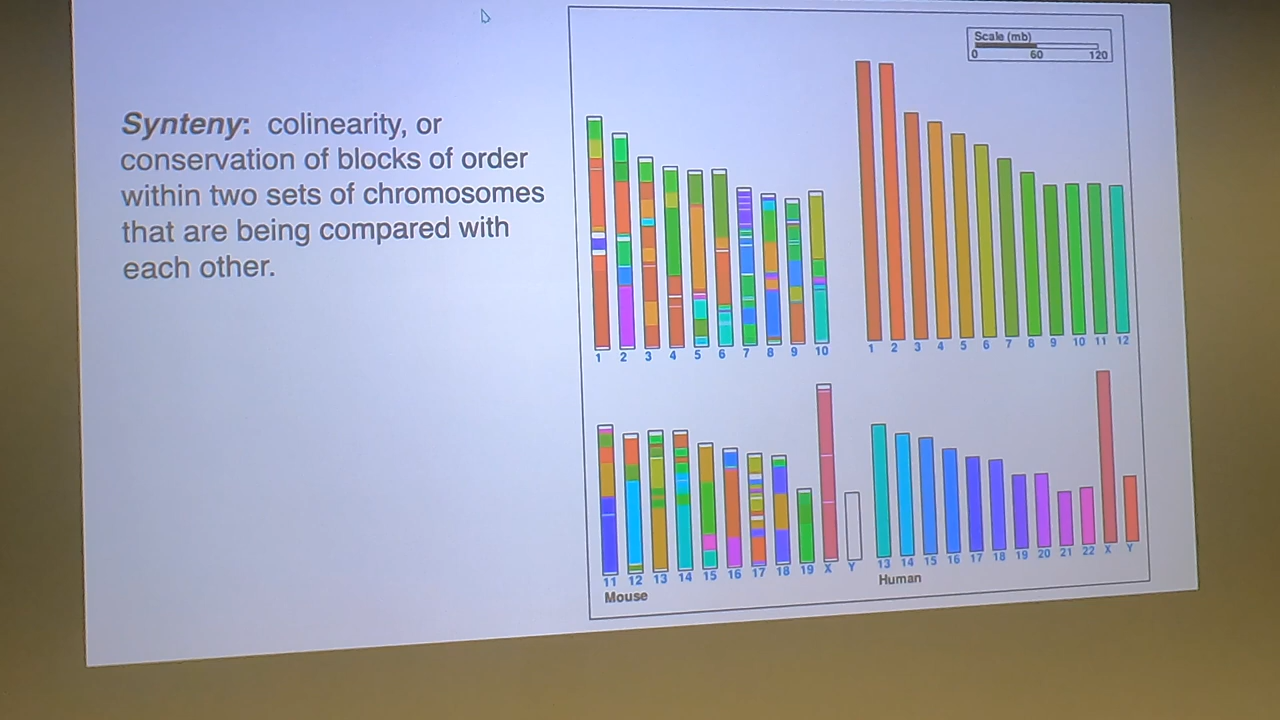 Synteny: colinearity, or
conservation of blocks of order
within two sets of chromosomes
that are being compared with
each other.
Scale (mb)
0 60 120
1 2 3 4 5 6 7 8 9 10
1 2 3 4 5 6 7 8 9 10 11 12
11 12 13 14 15 16 17 18 19 X Y
Mouse
13 14 15 16 17 18 19 20 21 22 X Y
Human